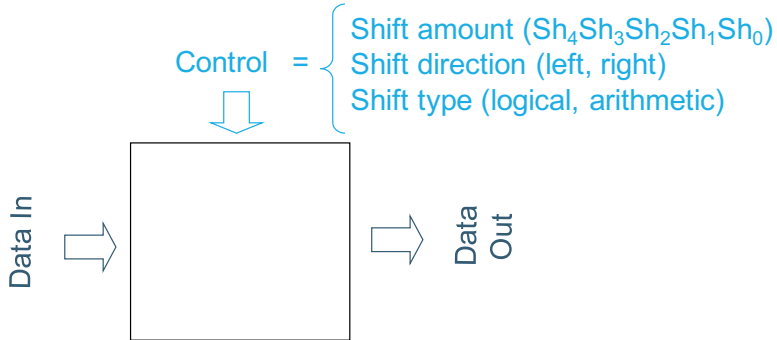 Shift amount (Sh₄Sh₃Sh₂Sh₁Sh₀)
Control = Shift direction (left, right)
Shift type (logical, arithmetic)
Data In
Data
Out